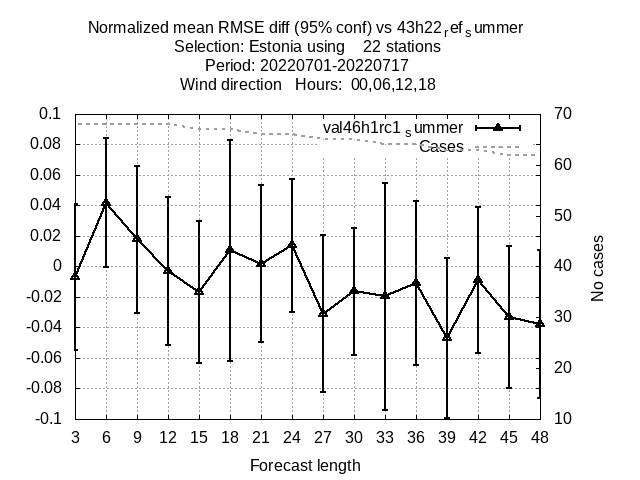 Normalized mean RMSE diff (95% conf) vs 43h22refsummer
Selection: Estonia using 22 stations
Period: 20220701-20220717
Wind direction Hours: 00,06,12,18
0.1 70
val46h1rc1summer
0.08
Cases
60
0.06
0.04
50
0.02
0 40
-0.02
30
-0.04
-0.06
20
-0.08
-0.1 10
No cases
3 6 9 12 15 18 21 24 27 30 33 36 39 42 45 48
Forecast length